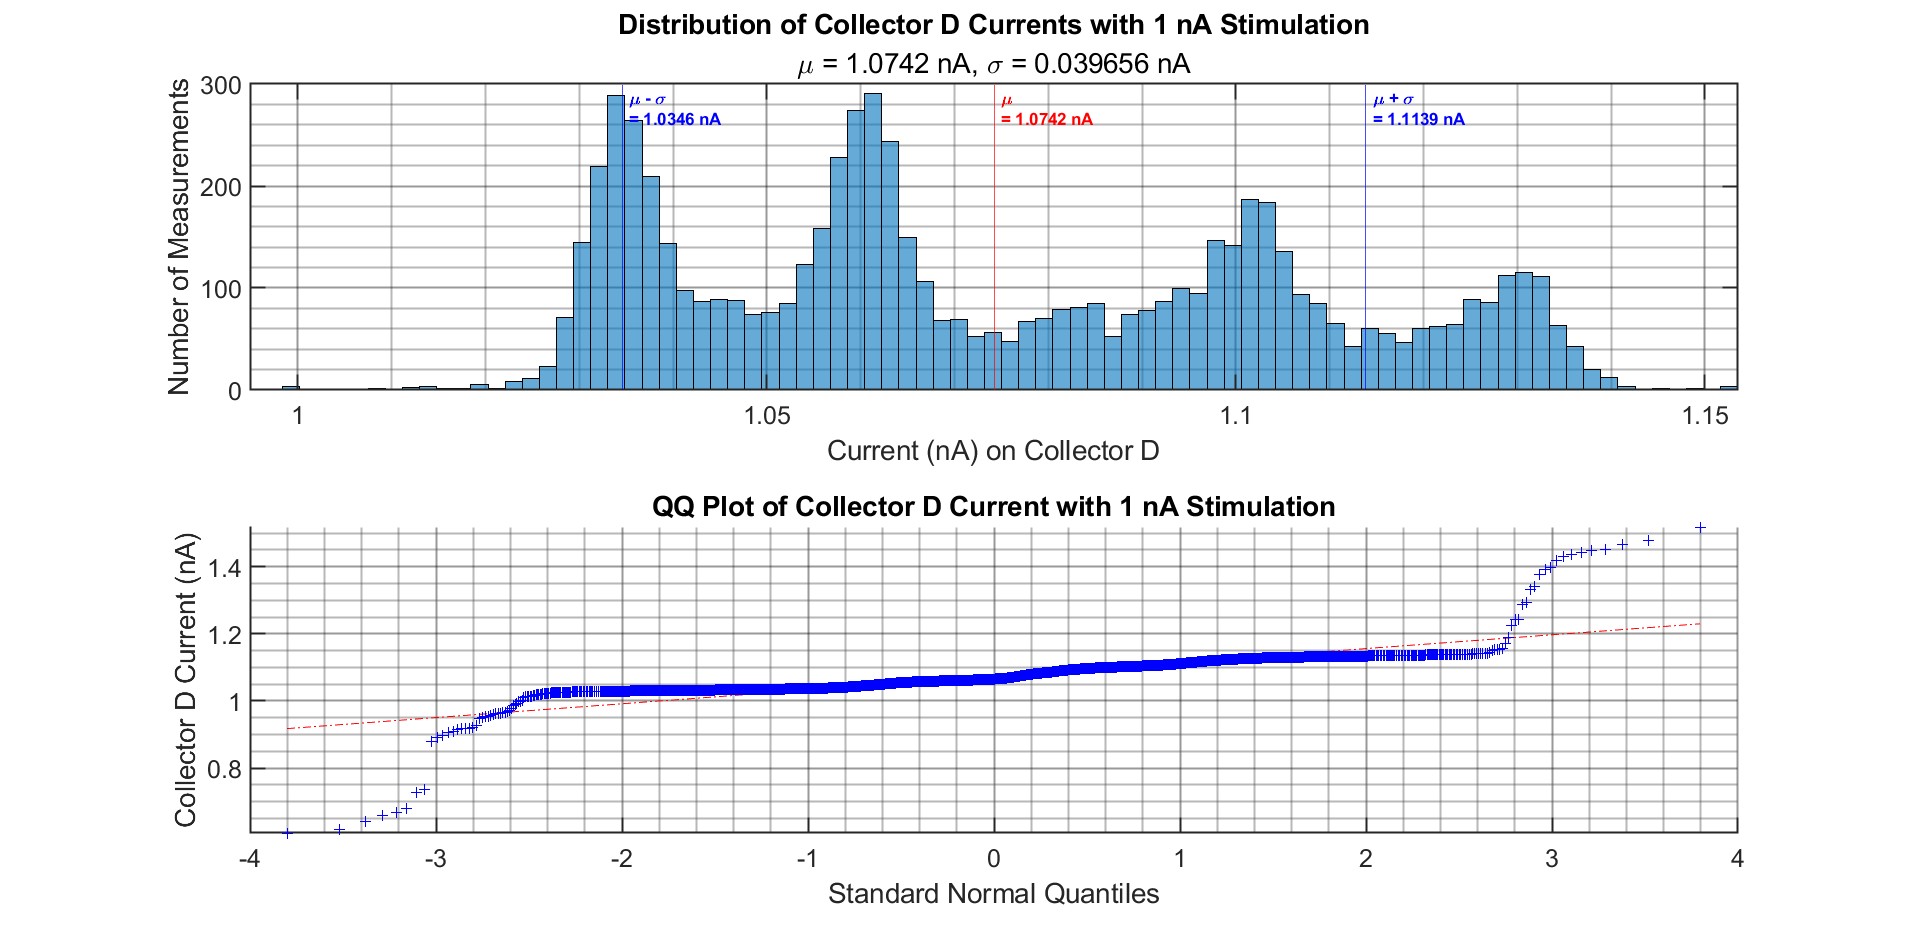 Distribution of Collector D Currents with 1 nA Stimulation
μ = 1.0742 nA, σ = 0.039656 nA
Number of Measurements
300
200
100
0
μ - σ
= 1.0346 nA
μ
= 1.0742 nA
μ + σ
= 1.1139 nA
1 1.05 1.1 1.15
Current (nA) on Collector D
QQ Plot of Collector D Current with 1 nA Stimulation
Collector D Current (nA)
1.4
1.2
1
0.8
-4 -3 -2 -1 0 1 2 3 4
Standard Normal Quantiles